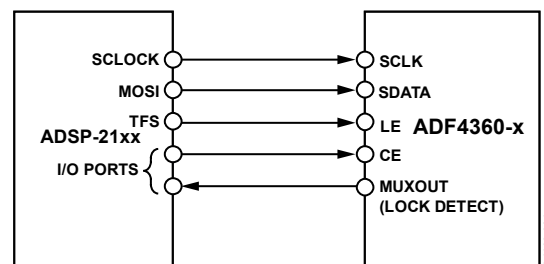 SCLOCK
SCLK
MOSI
SDATA
TFS
LE
ADSP-21xx
ADF4360-x
I/O PORTS
CE
MUXOUT
(LOCK DETECT)